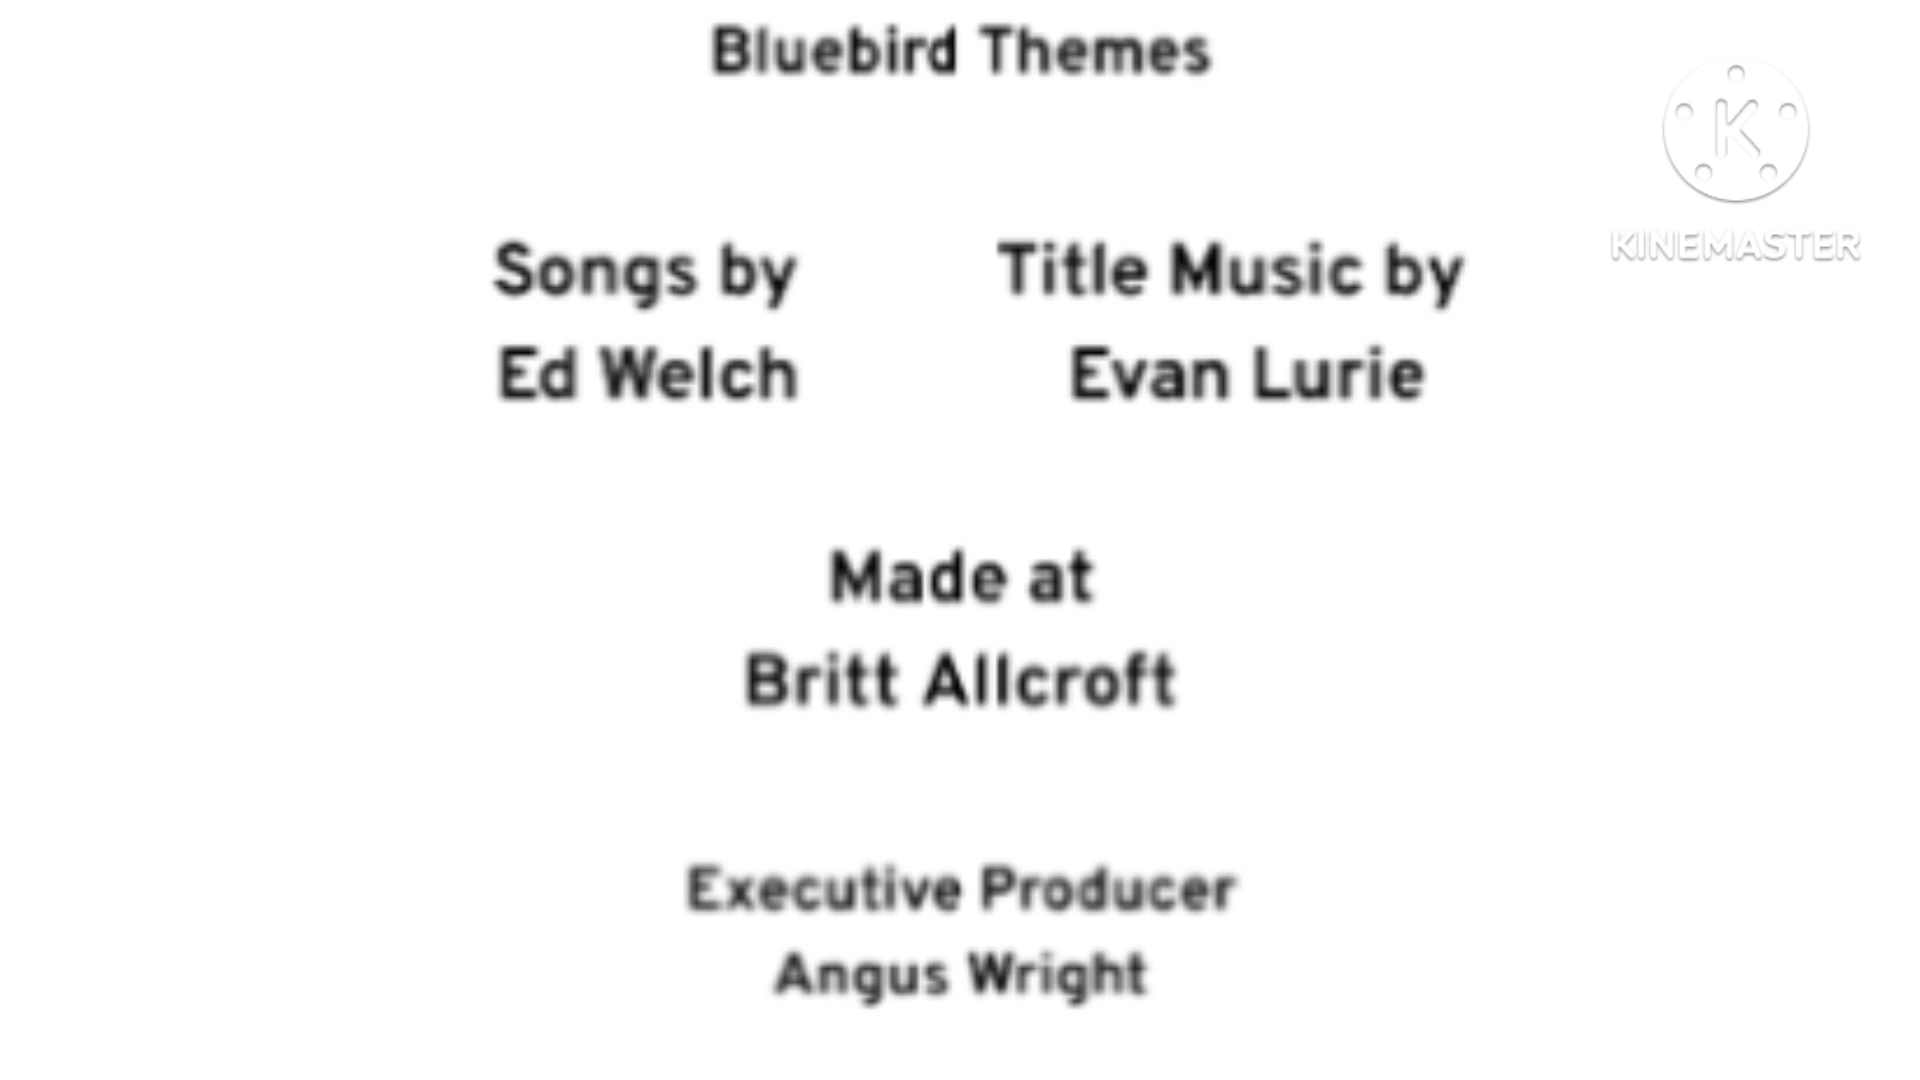 Bluebird Themes
Songs by
Ed Welch
Title Music by
Evan Lurie
Made at
Britt Allcroft
Executive Producer
Angus Wright
K
KINEMASTER